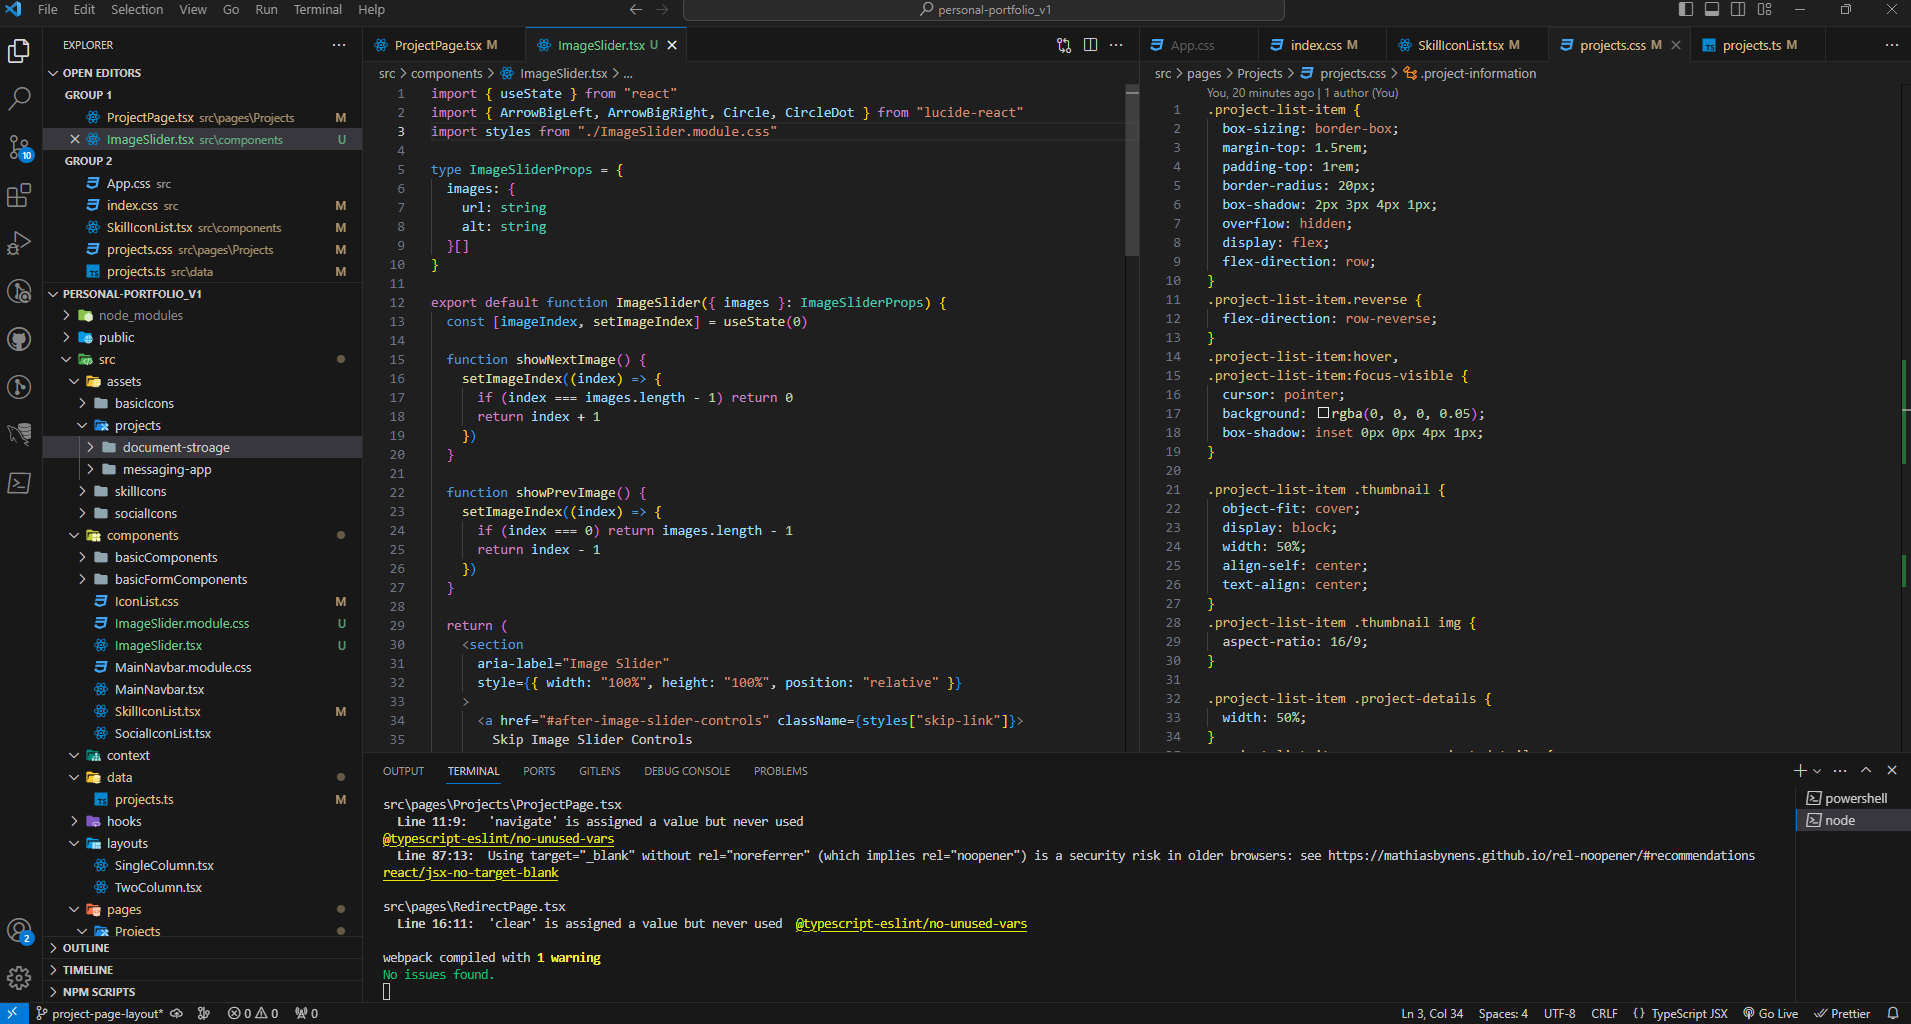 File Edit Selection View Go Run Terminal Help
personal-portfolio_v1
EXPLORER
OPEN EDITORS
GROUP 1
ProjectPage.tsx src\pages\Projects M
ImageSlider.tsx src\components U
GROUP 2
App.css src
index.css src M
SkillIconList.tsx src\components M
projects.css src\pages\Projects M
projects.ts src\data M
PERSONAL-PORTFOLIO_V1
node_modules
public
src
assets
basicIcons
projects
document-stroage
messaging-app
skillIcons
socialIcons
components
basicComponents
basicFormComponents
IconList.css M
ImageSlider.module.css U
ImageSlider.tsx U
MainNavbar.module.css
MainNavbar.tsx
SkillIconList.tsx M
SocialIconList.tsx
context
data
projects.ts M
hooks
layouts
SingleColumn.tsx
TwoColumn.tsx
pages
Projects
OUTLINE
TIMELINE
NPM SCRIPTS
10
2
ProjectPage.tsx M
ImageSlider.tsx U
src > components > ImageSlider.tsx > ...
1 import { useState } from "react"
2 import { ArrowBigLeft, ArrowBigRight, Circle, CircleDot } from "lucide-react"
3 import styles from "./ImageSlider.module.css"
4
5 type ImageSliderProps = {
6 images: {
7 url: string
8 alt: string
9 }[]
10 }
11
12 export default function ImageSlider({ images }: ImageSliderProps) {
13 const [imageIndex, setImageIndex] = useState(0)
14
15 function showNextImage() {
16 setImageIndex((index) => {
17 if (index === images.length - 1) return 0
18 return index + 1
19 })
20 }
21
22 function showPrevImage() {
23 setImageIndex((index) => {
24 if (index === 0) return images.length - 1
25 return index - 1
26 })
27 }
28
29 return (
30 <section
31 aria-label="Image Slider"
32 style={{ width: "100%", height: "100%", position: "relative" }}
33 >
34 <a href="#after-image-slider-controls" className={styles["skip-link"]}>
35 Skip Image Slider Controls
App.css
index.css M
SkillIconList.tsx M
projects.css M
projects.ts M
src > pages > Projects > projects.css > .project-information
You, 20 minutes ago | 1 author (You)
1 .project-list-item {
2 box-sizing: border-box;
3 margin-top: 1.5rem;
4 padding-top: 1rem;
5 border-radius: 20px;
6 box-shadow: 2px 3px 4px 1px;
7 overflow: hidden;
8 display: flex;
9 flex-direction: row;
10 }
11 .project-list-item.reverse {
12 flex-direction: row-reverse;
13 }
14 .project-list-item:hover,
15 .project-list-item:focus-visible {
16 cursor: pointer;
17 background: rgba(0, 0, 0, 0.05);
18 box-shadow: inset 0px 0px 4px 1px;
19 }
20
21 .project-list-item .thumbnail {
22 object-fit: cover;
23 display: block;
24 width: 50%;
25 align-self: center;
26 text-align: center;
27 }
28 .project-list-item .thumbnail img {
29 aspect-ratio: 16/9;
30 }
31
32 .project-list-item .project-details {
33 width: 50%;
34 }
OUTPUT TERMINAL PORTS GITLENS DEBUG CONSOLE PROBLEMS
src\pages\Projects\ProjectPage.tsx
Line 11:9: 'navigate' is assigned a value but never used
@typescript-eslint/no-unused-vars
Line 87:13: Using target="_blank" without rel="noreferrer" (which implies rel="noopener") is a security risk in older browsers: see https://mathiasbynens.github.io/rel-noopener/#recommendations
react/jsx-no-target-blank
src\pages\RedirectPage.tsx
Line 16:11: 'clear' is assigned a value but never used @typescript-eslint/no-unused-vars
webpack compiled with 1 warning
No issues found.
powershell
node
project-page-layout* 0 0 0
Ln 3, Col 34 Spaces: 4 UTF-8 CRLF {} TypeScript JSX Go Live Prettier